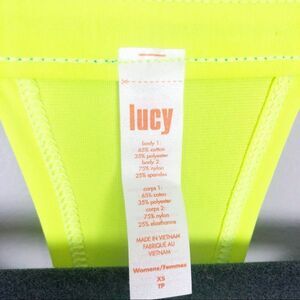 lucy
body 1:
65% cotton
35% polyester
body 2:
75% nylon
25% spandex
corps 1:
65% coton
35% polyester
corps 2:
75% nylon
25% élasthanne
MADE IN VIETNAM
FABRIQUÉ AU
VIETNAM
Womens/Femmes
XS
TP